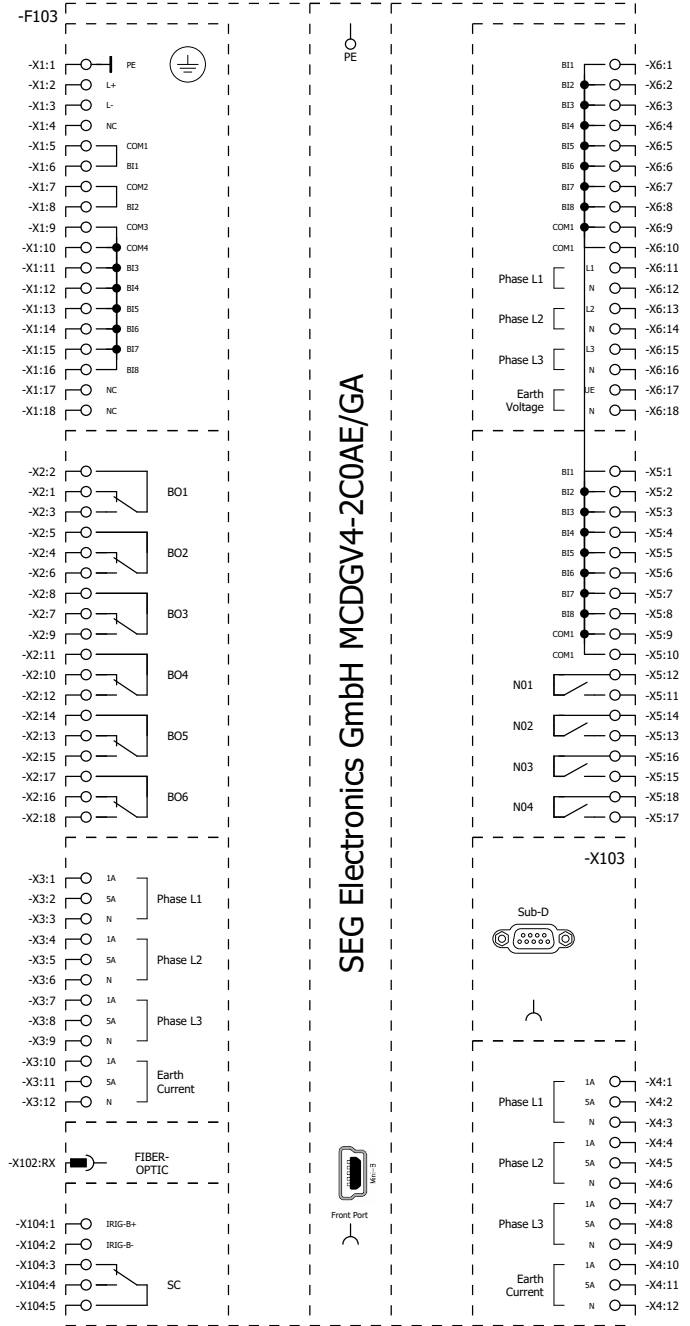 -F103
PE
-X1:1 PE
-X1:2 L+
-X1:3 L-
-X1:4 NC
-X1:5 COM1
-X1:6 BI1
-X1:7 COM2
-X1:8 BI2
-X1:9 COM3
-X1:10 COM4
-X1:11 BI3
-X1:12 BI4
-X1:13 BI5
-X1:14 BI6
-X1:15 BI7
-X1:16 BI8
-X1:17 NC
-X1:18 NC
-X2:2
-X2:1 BO1
-X2:3
-X2:5
-X2:4 BO2
-X2:6
-X2:8
-X2:7 BO3
-X2:9
-X2:11
-X2:10 BO4
-X2:12
-X2:14
-X2:13 BO5
-X2:15
-X2:17
-X2:16 BO6
-X2:18
-X3:1 1A
-X3:2 5A Phase L1
-X3:3 N
-X3:4 1A
-X3:5 5A Phase L2
-X3:6 N
-X3:7 1A
-X3:8 5A Phase L3
-X3:9 N
-X3:10 1A
-X3:11 5A Earth
Current
-X3:12 N
-X102:RX FIBER-
OPTIC
-X104:1 IRIG-B+
-X104:2 IRIG-B-
-X104:3
-X104:4 SC
-X104:5
SEG Electronics GmbH MCDGV4-2C0AE/GA
Mini-B
Front Port
BI1 -X6:1
BI2 -X6:2
BI3 -X6:3
BI4 -X6:4
BI5 -X6:5
BI6 -X6:6
BI7 -X6:7
BI8 -X6:8
COM1 -X6:9
COM1 -X6:10
Phase L1 L1 -X6:11
N -X6:12
Phase L2 L2 -X6:13
N -X6:14
Phase L3 L3 -X6:15
N -X6:16
Earth UE -X6:17
Voltage N -X6:18
BI1 -X5:1
BI2 -X5:2
BI3 -X5:3
BI4 -X5:4
BI5 -X5:5
BI6 -X5:6
BI7 -X5:7
BI8 -X5:8
COM1 -X5:9
COM1 -X5:10
N01 -X5:12
-X5:11
N02 -X5:14
-X5:13
N03 -X5:16
-X5:15
N04 -X5:18
-X5:17
-X103
Sub-D
1A -X4:1
Phase L1 5A -X4:2
N -X4:3
1A -X4:4
Phase L2 5A -X4:5
N -X4:6
1A -X4:7
Phase L3 5A -X4:8
N -X4:9
1A -X4:10
Earth
Current 5A -X4:11
N -X4:12